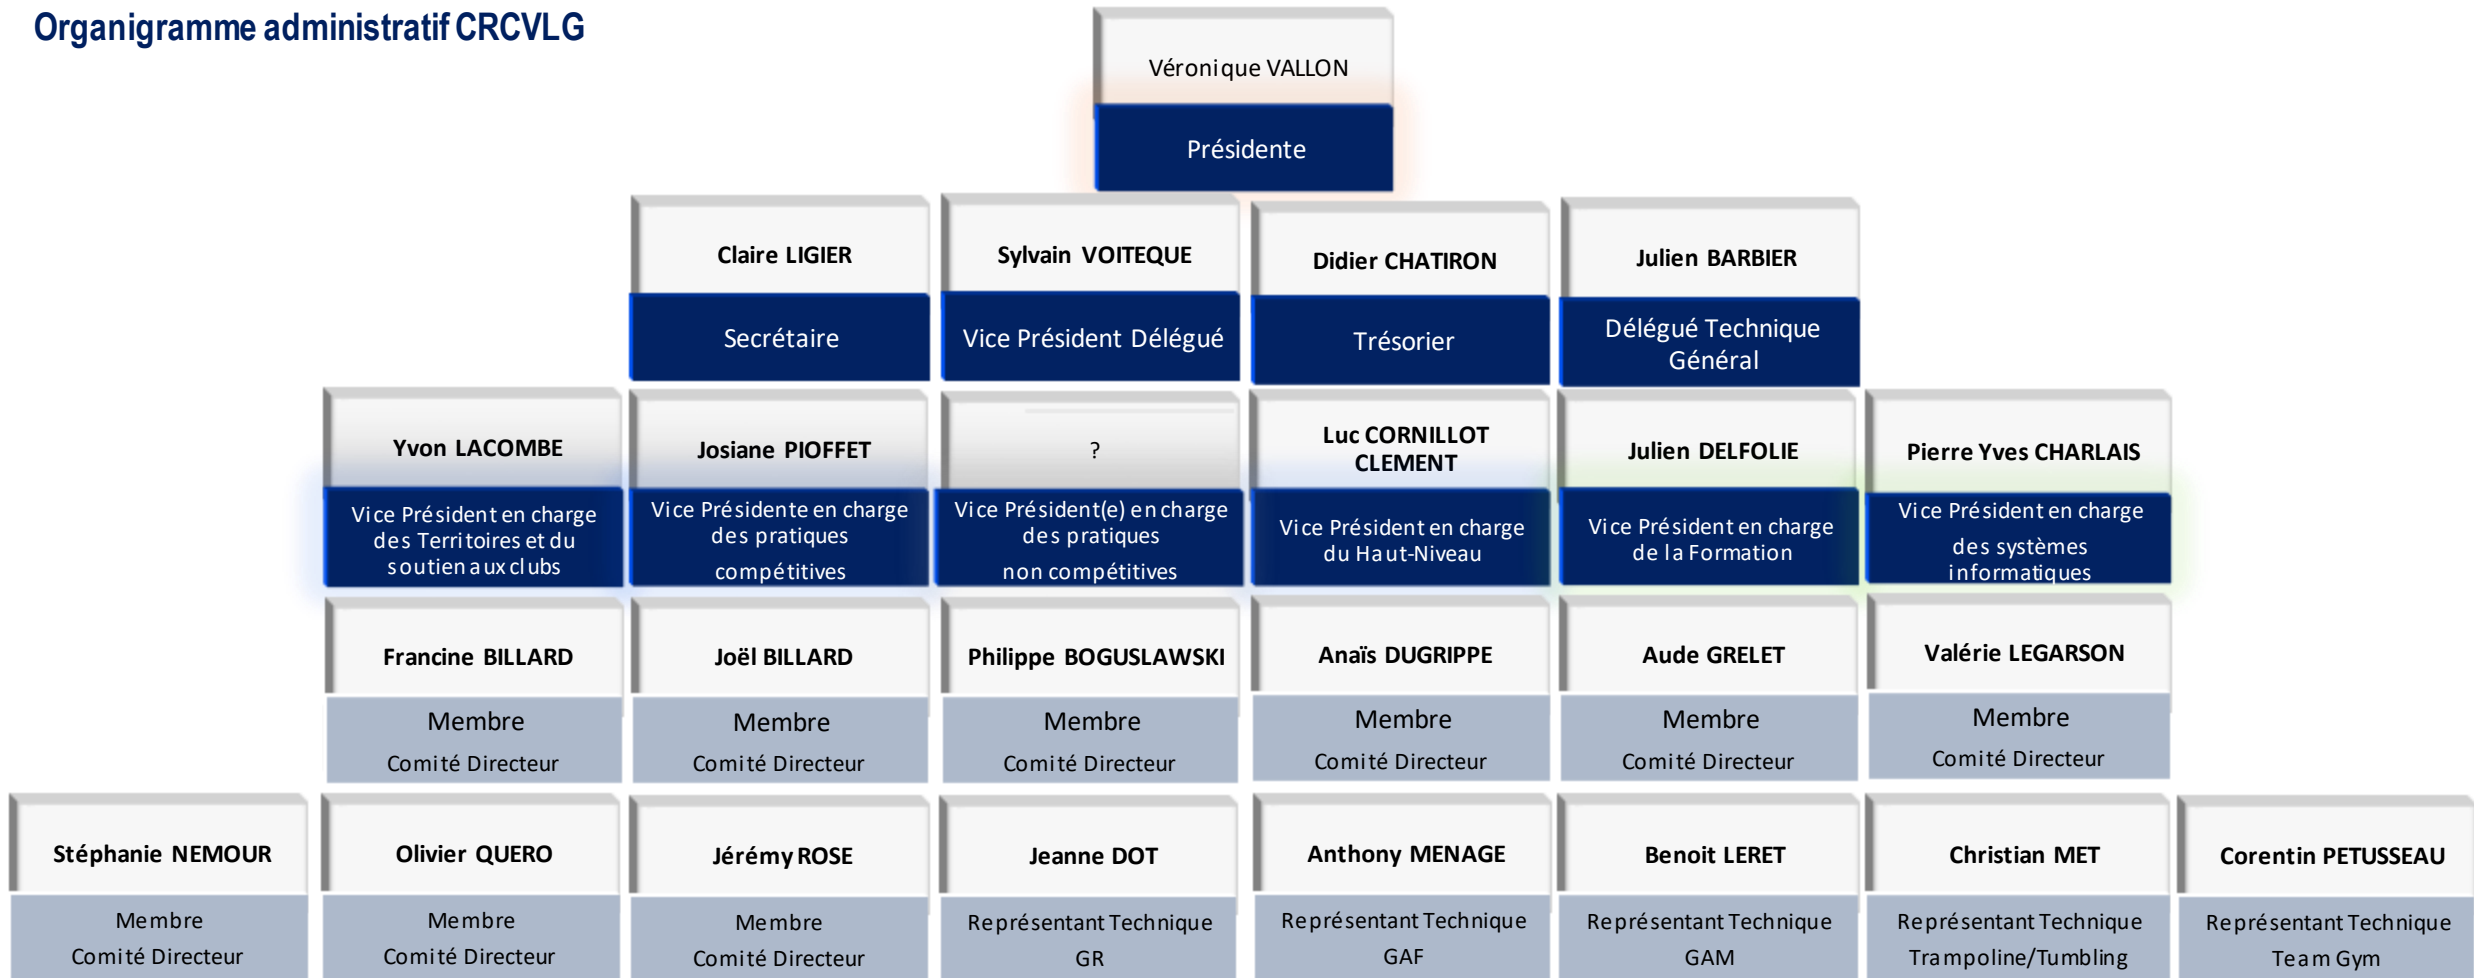 Organigramme administratif CRCVLG
Véronique VALLON
Présidente
Claire LIGIER
Secrétaire
Sylvain VOITEQUE
Vice Président Délégué
Didier CHATIRON
Trésorier
Julien BARBIER
Délégué Technique
Général
Yvon LACOMBE
Vice Président en charge
des Territoires et du
soutien aux clubs
Josiane PIOFFET
Vice Présidente en charge
des pratiques
compétitives
?
Vice Président(e) en charge
des pratiques
non compétitives
Luc CORNILLOT
CLEMENT
Vice Président en charge
du Haut-Niveau
Julien DELFOLIE
Vice Président en charge
de la Formation
Pierre Yves CHARLAIS
Vice Président en charge
des systèmes
informatiques
Francine BILLARD
Membre
Comité Directeur
Joël BILLARD
Membre
Comité Directeur
Philippe BOGUSLAWSKI
Membre
Comité Directeur
Anaïs DUGRIPPE
Membre
Comité Directeur
Aude GRELET
Membre
Comité Directeur
Valérie LEGARSON
Membre
Comité Directeur
Stéphanie NEMOUR
Membre
Comité Directeur
Olivier QUERO
Membre
Comité Directeur
Jérémy ROSE
Membre
Comité Directeur
Jeanne DOT
Représentant Technique
GR
Anthony MENAGE
Représentant Technique
GAF
Benoit LERET
Représentant Technique
GAM
Christian MET
Représentant Technique
Trampoline/Tumbling
Corentin PETUSSEAU
Représentant Technique
Team Gym